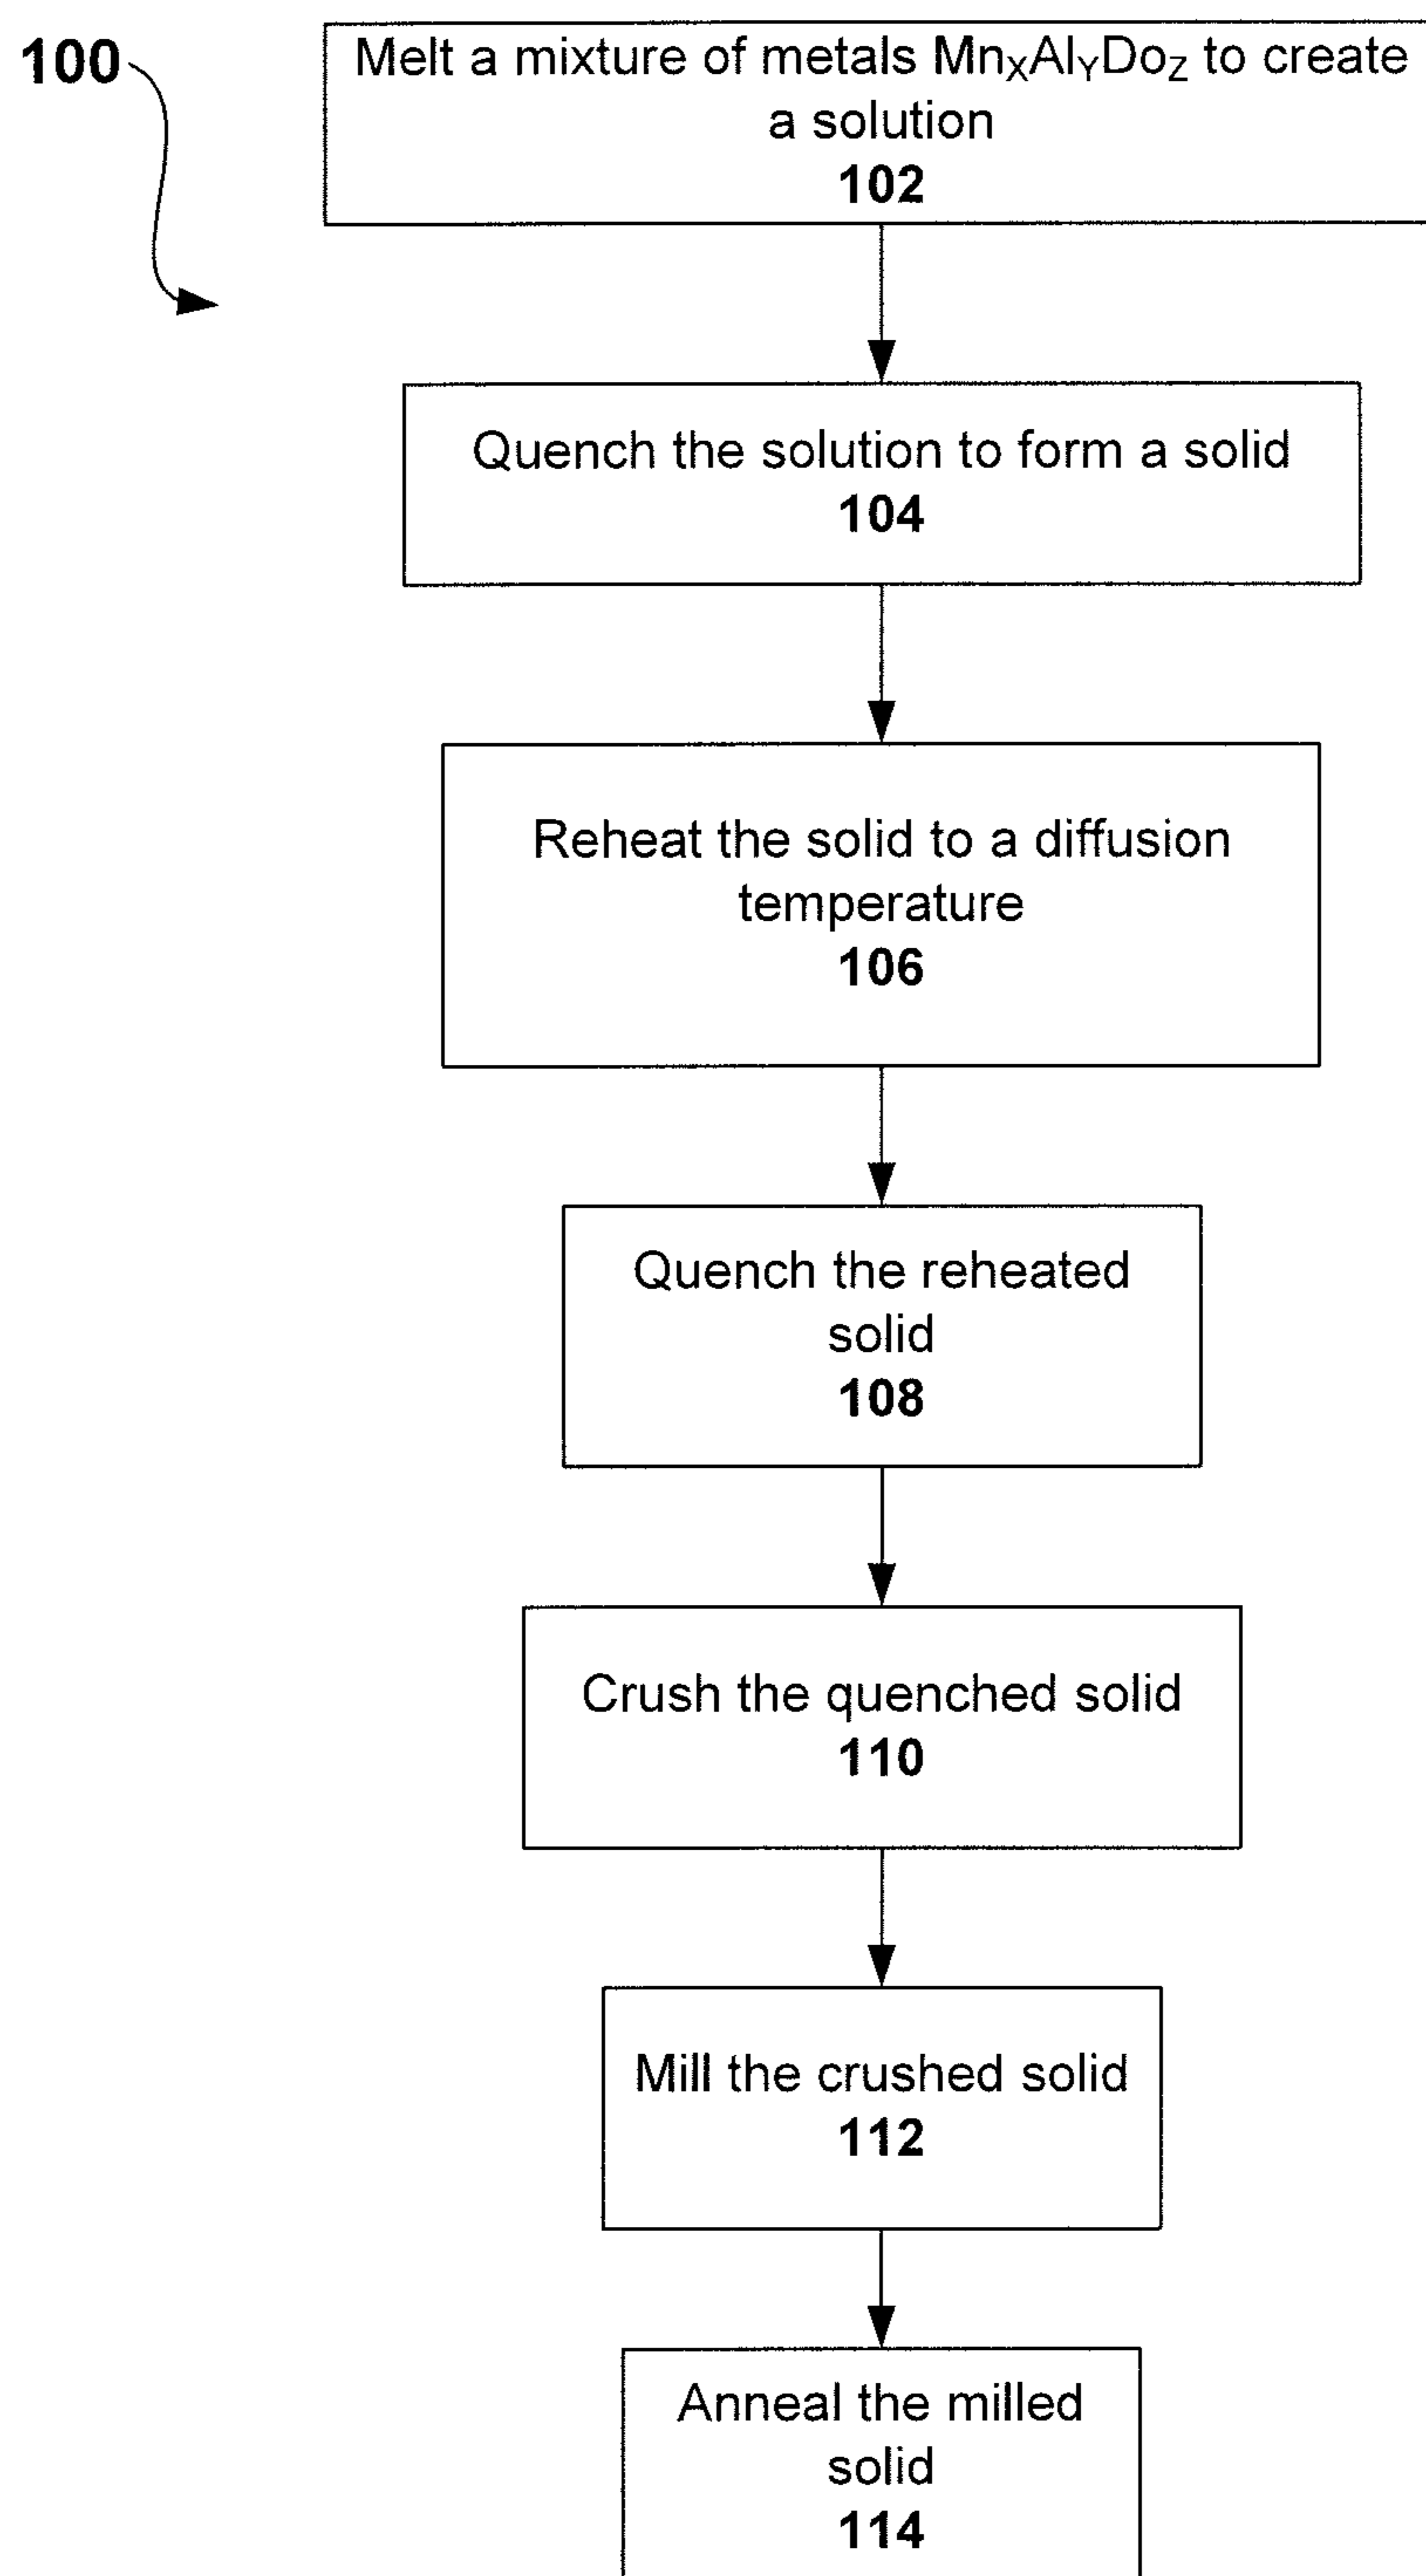 100
Melt a mixture of metals MnXAlYDoZ to create
a solution
102
Quench the solution to form a solid
104
Reheat the solid to a diffusion
temperature
106
Quench the reheated
solid
108
Crush the quenched solid
110
Mill the crushed solid
112
Anneal the milled
solid
114